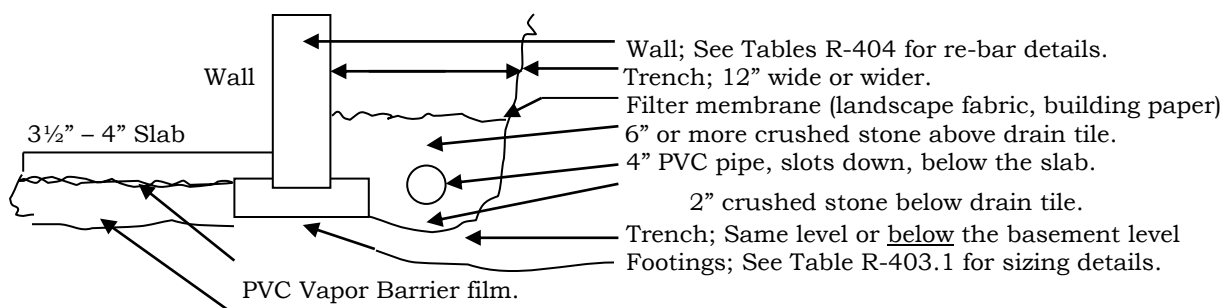 Wall; See Tables R-404 for re-bar details.
Wall
Trench; 12” wide or wider.
Filter membrane (landscape fabric, building paper)
3½” – 4” Slab
6” or more crushed stone above drain tile.
4” PVC pipe, slots down, below the slab.
2” crushed stone below drain tile.
Trench; Same level or below the basement level
Footings; See Table R-403.1 for sizing details.
PVC Vapor Barrier film.